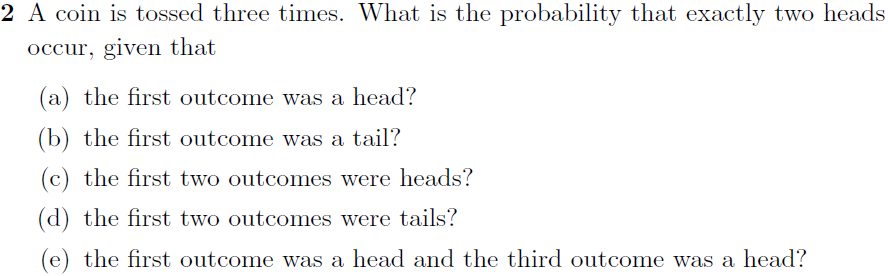 2 A coin is tossed three times. What is the probability that exactly two heads
occur, given that
(a) the first outcome was a head?
(b) the first outcome was a tail?
(c) the first two outcomes were heads?
(d) the first two outcomes were tails?
(e) the first outcome was a head and the third outcome was a head?